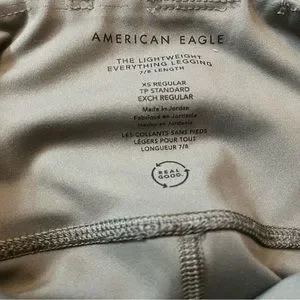 AMERICAN EAGLE
THE LIGHTWEIGHT
EVERYTHING LEGGING
7/8 LENGTH
XS REGULAR
TP STANDARD
EXCH REGULAR
Made in Jordan
Fabriqué en Jordanie
Hecho en Jordania
LES COLLANTS SANS PIEDS
LÉGERS POUR TOUS
LONGUEUR 7/8
REAL
GOOD.